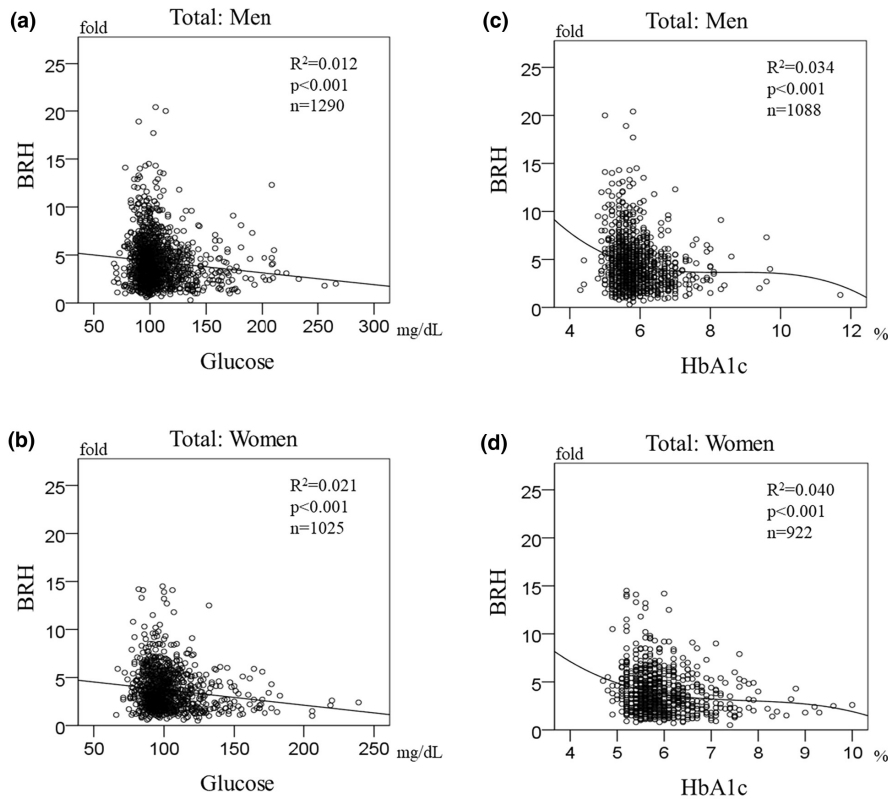 (a)
Total: Men
fold
R²=0.012
p<0.001
n=1290
25
20
15
10
5
0
BRH
50 100 150 200 250 300 mg/dL
Glucose
(c)
Total: Men
fold
R²=0.034
p<0.001
n=1088
25
20
15
10
5
0
BRH
4 6 8 10 12 %
HbA1c
(b)
Total: Women
fold
R²=0.021
p<0.001
n=1025
25
20
15
10
5
0
BRH
50 100 150 200 250 mg/dL
Glucose
(d)
Total: Women
fold
R²=0.040
p<0.001
n=922
25
20
15
10
5
0
BRH
4 5 6 7 8 9 10 %
HbA1c